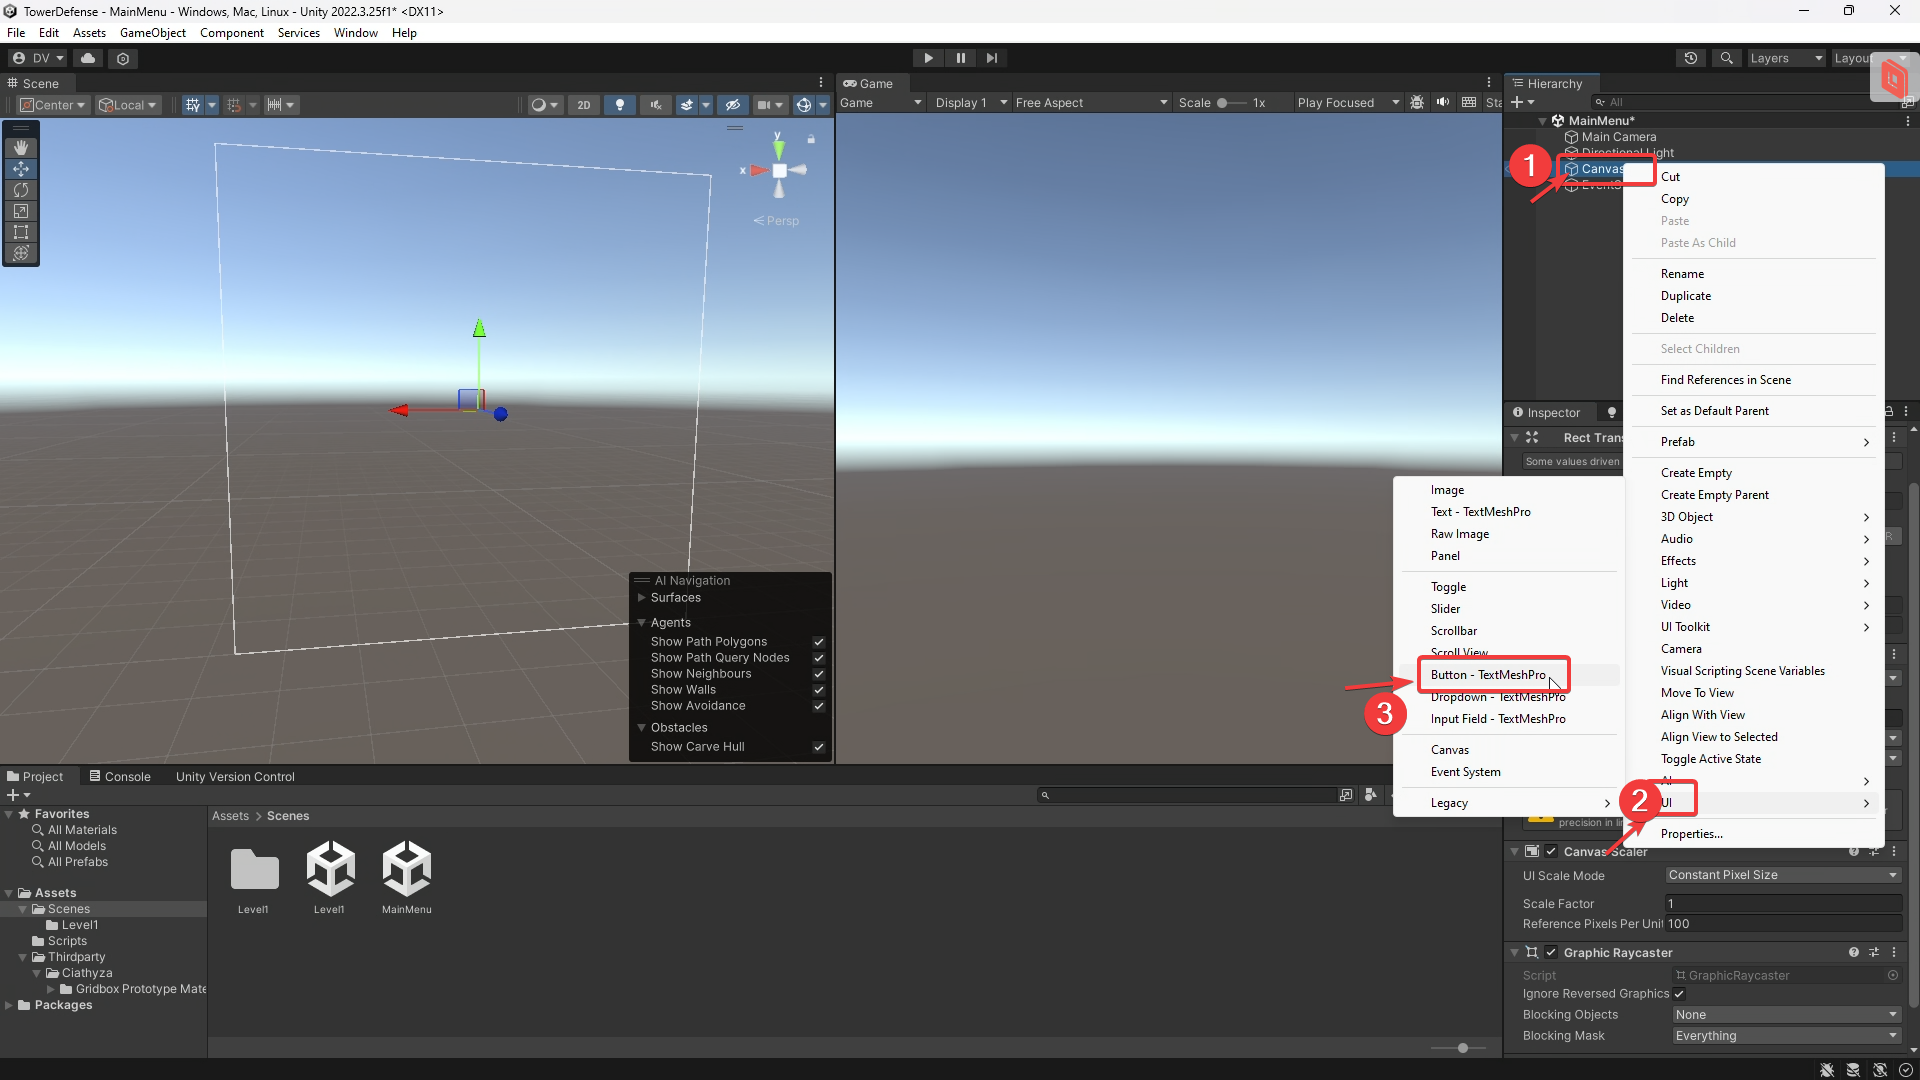 TowerDefense - MainMenu - Windows, Mac, Linux - Unity 2022.3.25f1* <DX11>
File Edit Assets GameObject Component Services Window Help
DV
Layers
Layout
Scene
Center
Local
2D
y
x
Persp
AI Navigation
Surfaces
Agents
Show Path Polygons
Show Path Query Nodes
Show Neighbours
Show Walls
Show Avoidance
Obstacles
Show Carve Hull
Game
Game
Display 1
Free Aspect
Scale
1x
Play Focused
Sta
Hierarchy
All
MainMenu*
Main Camera
Directional Light
1
Canvas
Cut
Copy
Paste
Paste As Child
Rename
Duplicate
Delete
Select Children
Find References in Scene
Set as Default Parent
Prefab
Create Empty
Create Empty Parent
3D Object
Audio
Effects
Light
Video
UI Toolkit
Camera
Visual Scripting Scene Variables
Move To View
Align With View
Align View to Selected
Toggle Active State
AI
2
UI
Properties...
Image
Text - TextMeshPro
Raw Image
Panel
Toggle
Slider
Scrollbar
Scroll View
Button - TextMeshPro
Dropdown - TextMeshPro
3
Input Field - TextMeshPro
Canvas
Event System
Legacy
Inspector
Rect Tran
Some values driven
R
precision in li
Canvas Scaler
UI Scale Mode
Constant Pixel Size
Scale Factor
1
Reference Pixels Per Unit
100
Graphic Raycaster
Script
GraphicRaycaster
Ignore Reversed Graphics
Blocking Objects
None
Blocking Mask
Everything
Project
Console
Unity Version Control
Favorites
All Materials
All Models
All Prefabs
Assets
Scenes
Level1
Scripts
Thirdparty
Ciathyza
Gridbox Prototype Mate
Packages
Assets > Scenes
Level1
Level1
MainMenu